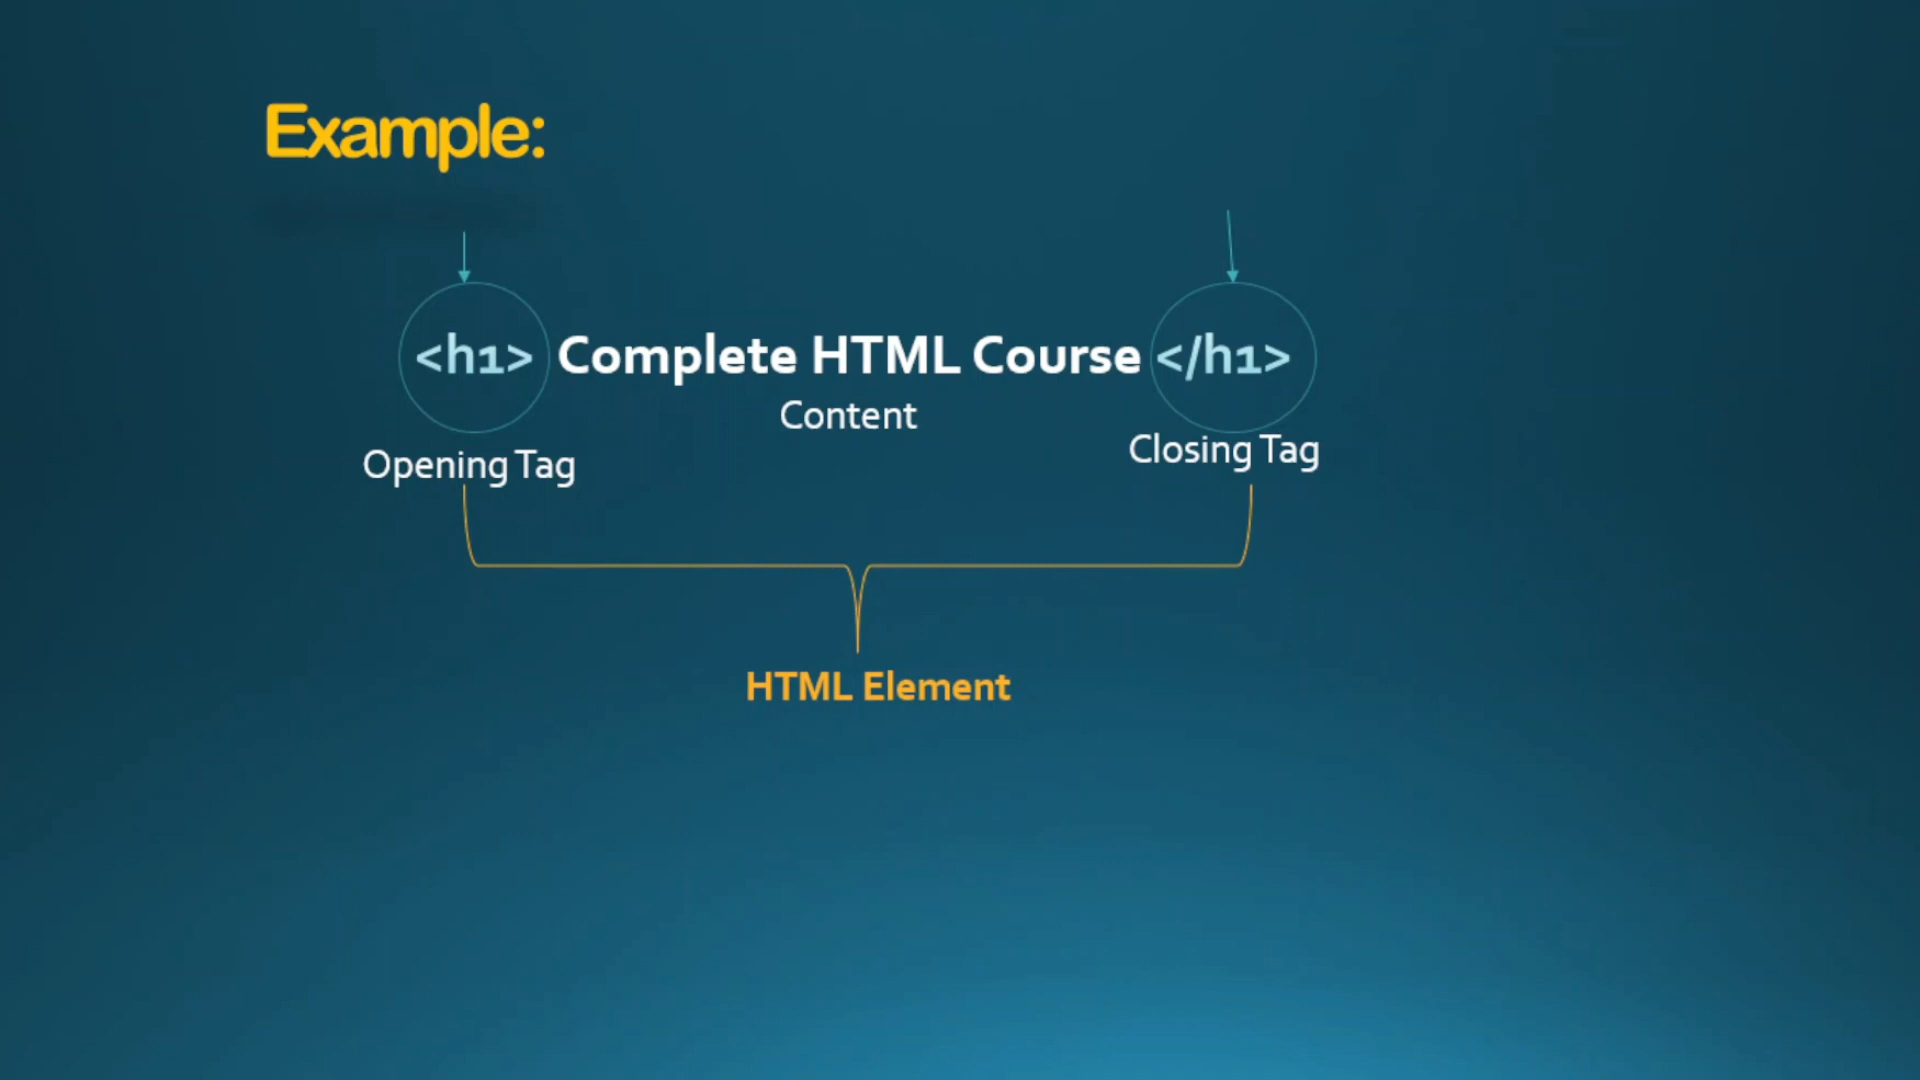 Example:
<h1> Complete HTML Course </h1>
Content
Opening Tag
Closing Tag
HTML Element